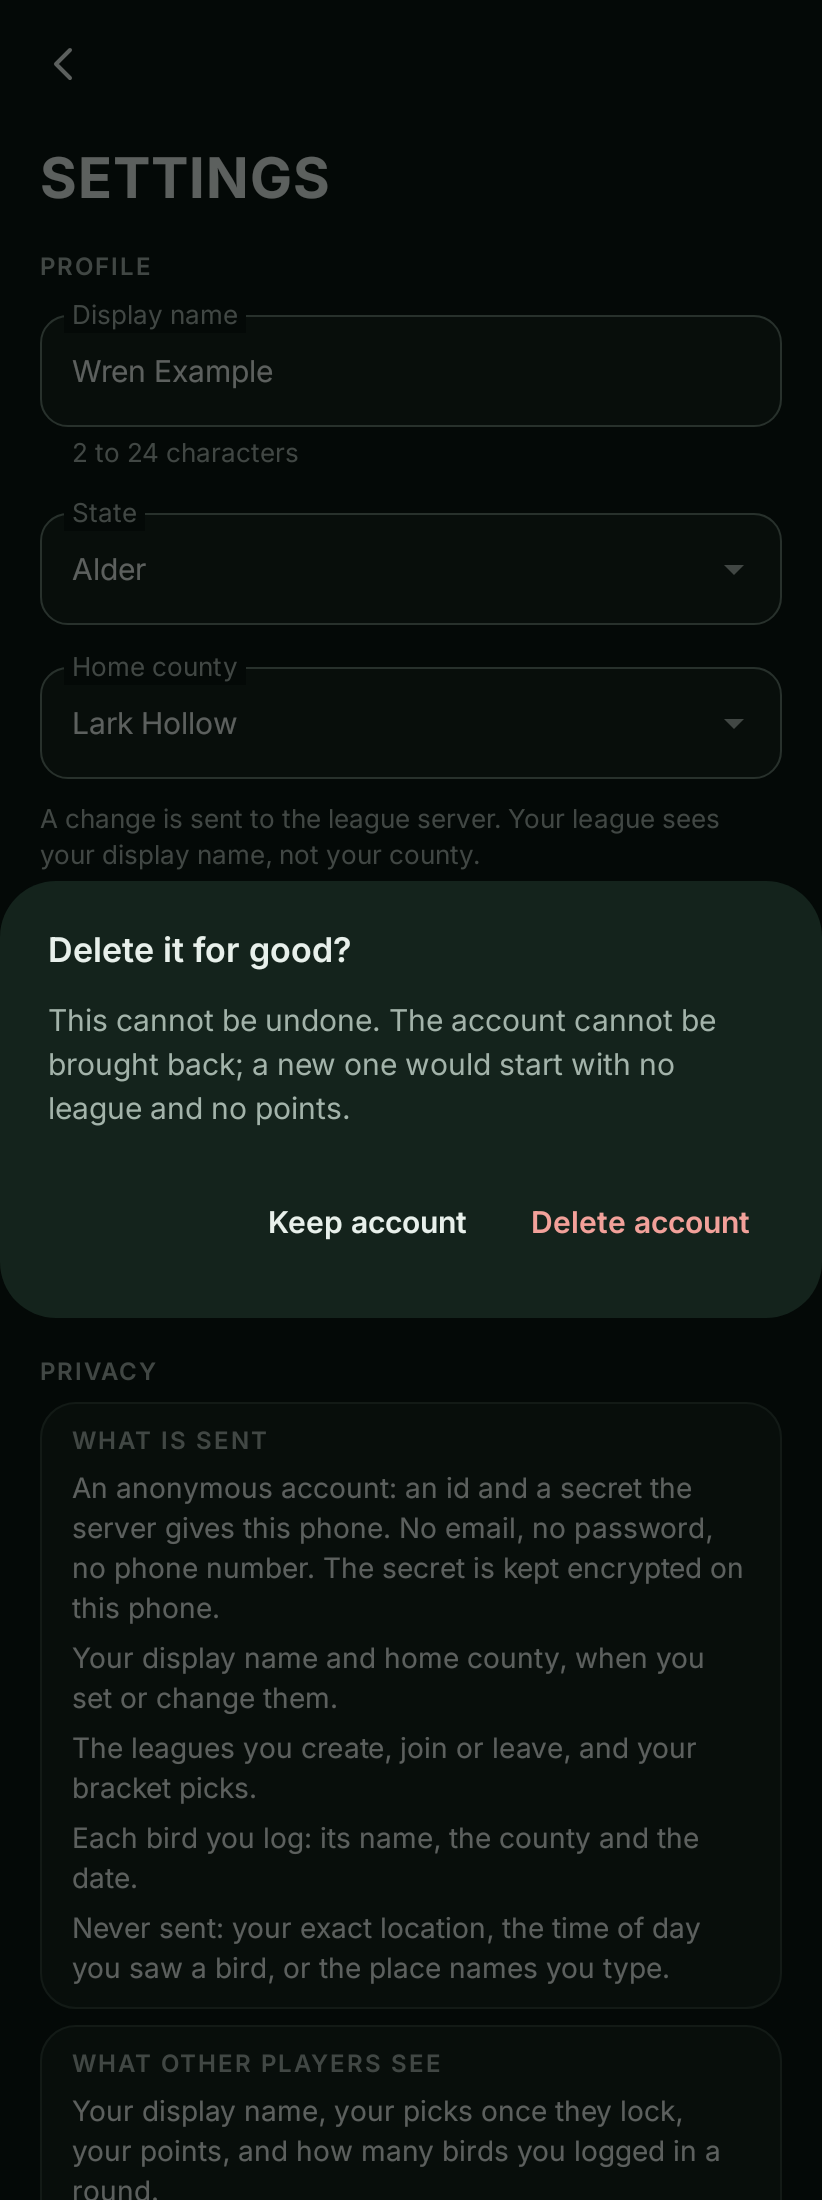 SETTINGS
PROFILE
Display name
Wren Example
2 to 24 characters
State
Alder
Home county
Lark Hollow
A change is sent to the league server. Your league sees
your display name, not your county.
Delete it for good?
This cannot be undone. The account cannot be
brought back; a new one would start with no
league and no points.
Keep account
Delete account
PRIVACY
WHAT IS SENT
An anonymous account: an id and a secret the
server gives this phone. No email, no password,
no phone number. The secret is kept encrypted on
this phone.
Your display name and home county, when you
set or change them.
The leagues you create, join or leave, and your
bracket picks.
Each bird you log: its name, the county and the
date.
Never sent: your exact location, the time of day
you saw a bird, or the place names you type.
WHAT OTHER PLAYERS SEE
Your display name, your picks once they lock,
your points, and how many birds you logged in a
round.